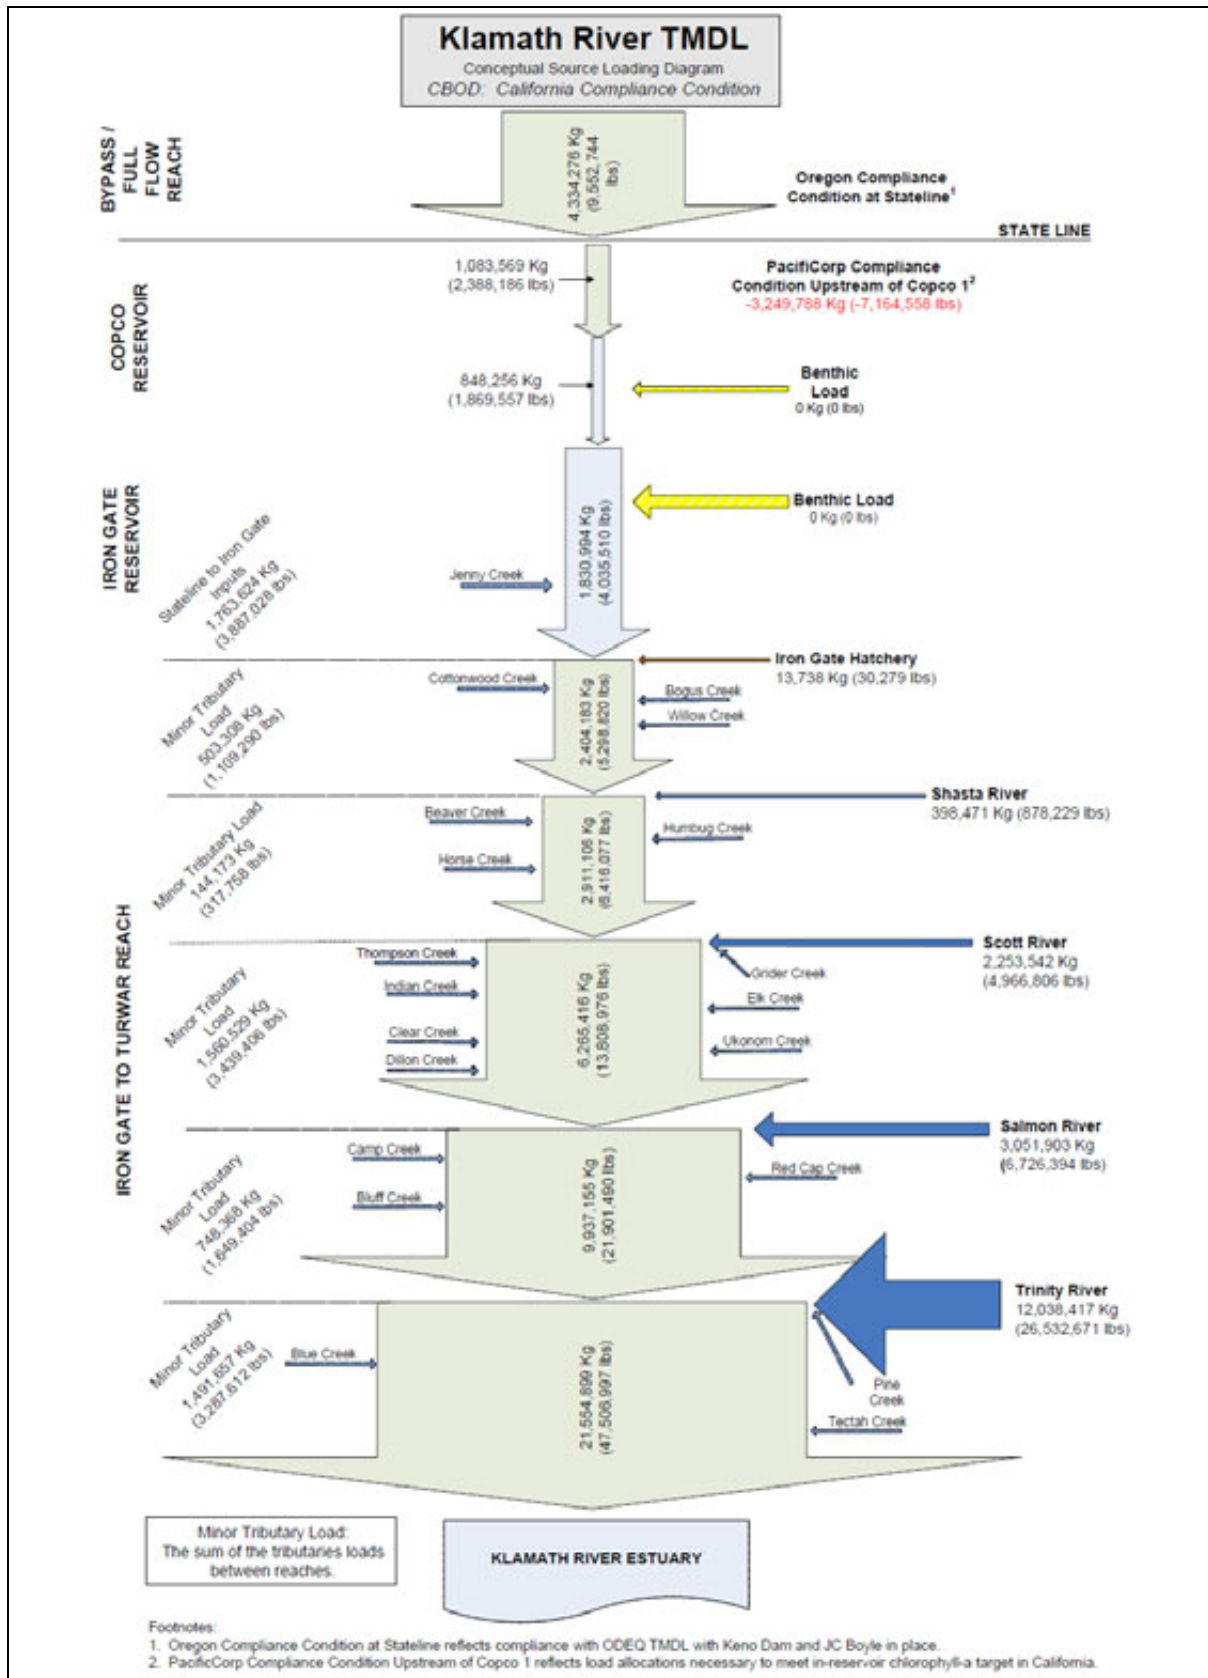 Klamath River TMDL
Conceptual Source Loading Diagram
CBOD: California Compliance Condition
BYPASS /
FULL
FLOW
REACH
4,334,276 Kg
(9,552,744
lbs)
Oregon Compliance
Condition at Stateline1
STATE LINE
COPCO
RESERVOIR
1,083,569 Kg
(2,388,186 lbs)
PacifiCorp Compliance
Condition Upstream of Copco 1²
-3,249,788 Kg (-7,164,558 lbs)
848,256 Kg
(1,869,557 lbs)
Benthic
Load
0 Kg (0 lbs)
IRON GATE
RESERVOIR
Benthic Load
0 Kg (0 lbs)
1,830,994 Kg
(4,035,510 lbs)
Jenny Creek
Stateline to Iron Gate
Inputs
1,763,624 Kg
(3,887,028 lbs)
Iron Gate Hatchery
13,738 Kg (30,279 lbs)
Cottonwood Creek
Bogus Creek
Willow Creek
2,404,183 Kg
(5,298,820 lbs)
Minor Tributary
Load
503,308 Kg
(1,109,290 lbs)
Shasta River
398,471 Kg (878,229 lbs)
Beaver Creek
Humbug Creek
Horse Creek
2,911,106 Kg
(6,416,077 lbs)
Minor Tributary Load
144,173 Kg
(317,758 lbs)
IRON GATE TO TURWAR REACH
Scott River
2,253,542 Kg
(4,966,806 lbs)
Thompson Creek
Grider Creek
Indian Creek
Elk Creek
Clear Creek
Ukonom Creek
Dillon Creek
6,265,416 Kg
(13,808,976 lbs)
Minor Tributary
Load
1,560,529 Kg
(3,439,406 lbs)
Salmon River
3,051,903 Kg
(6,726,394 lbs)
Camp Creek
Red Cap Creek
Bluff Creek
9,937,155 Kg
(21,901,490 lbs)
Minor Tributary
Load
748,368 Kg
(1,649,404 lbs)
Trinity River
12,038,417 Kg
(26,532,671 lbs)
Blue Creek
Pine
Creek
Tectah Creek
21,554,899 Kg
(47,506,997 lbs)
Minor Tributary
Load
1,491,657 Kg
(3,287,612 lbs)
Minor Tributary Load:
The sum of the tributaries loads
between reaches.
KLAMATH RIVER ESTUARY
Footnotes:
1. Oregon Compliance Condition at Stateline reflects compliance with ODEQ TMDL with Keno Dam and JC Boyle in place.
2. PacificCorp Compliance Condition Upstream of Copco 1 reflects load allocations necessary to meet in-reservoir chlorophyll-a target in California.